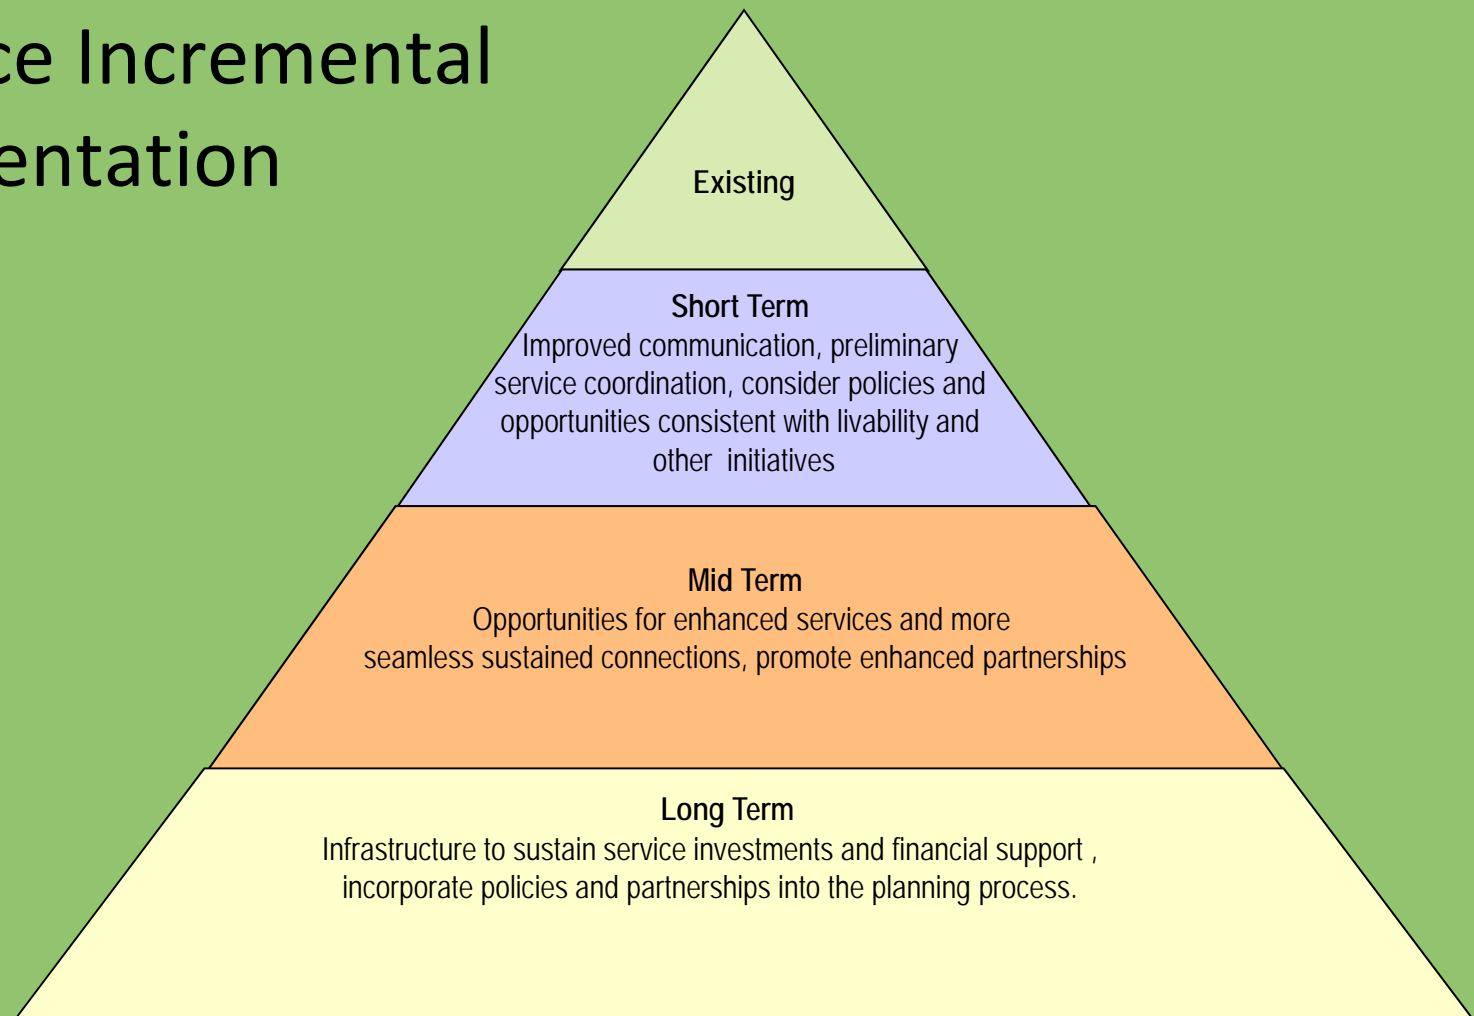 ce Incremental
entation
Existing
Short Term
Improved communication, preliminary
service coordination, consider policies and
opportunities consistent with livability and
other initiatives
Mid Term
Opportunities for enhanced services and more
seamless sustained connections, promote enhanced partnerships
Long Term
Infrastructure to sustain service investments and financial support ,
incorporate policies and partnerships into the planning process.